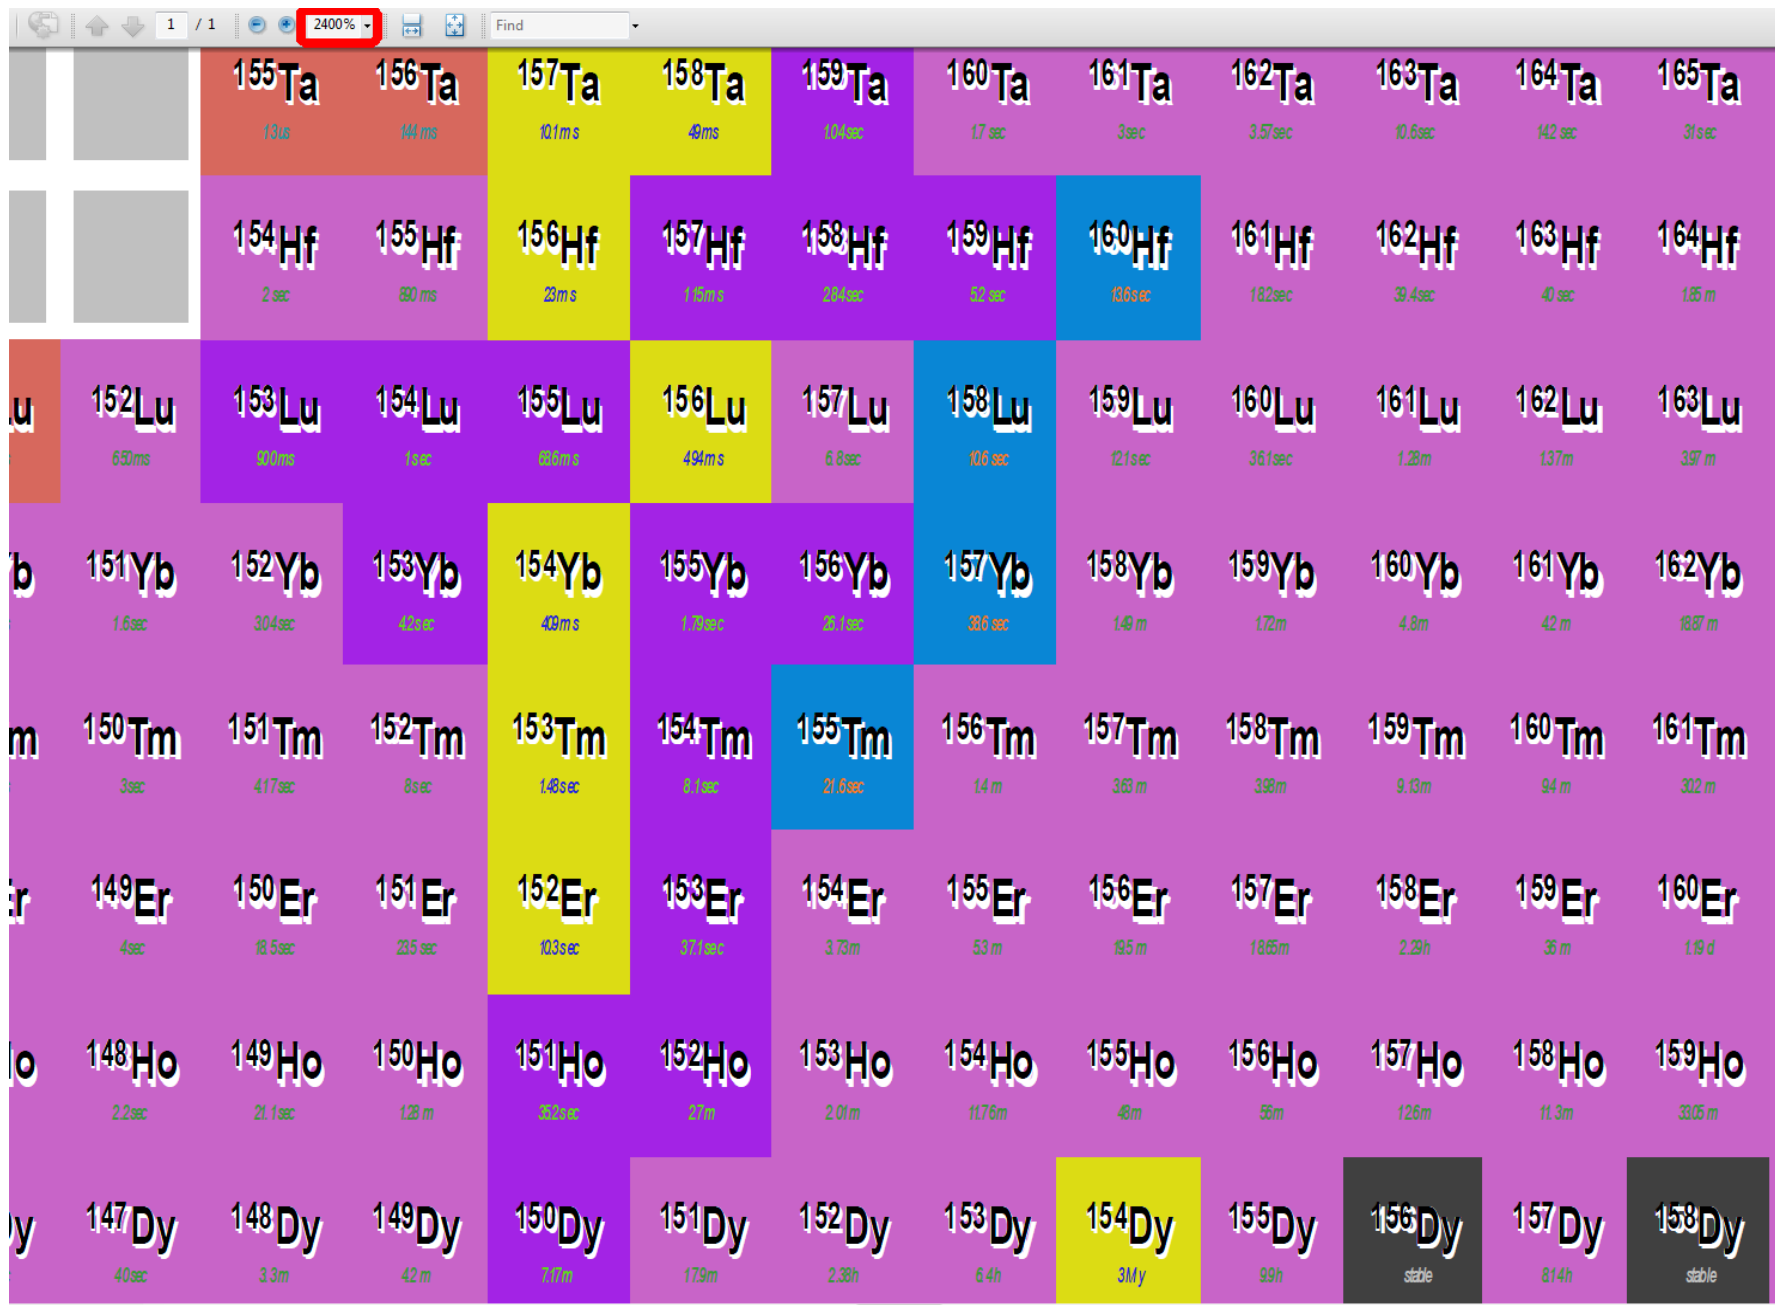 1 / 1 2400% Find
155Ta 156Ta 157Ta 158Ta 159Ta 160Ta 161Ta 162Ta 163Ta 164Ta 165Ta
13us 144 ms 10.1ms 49ms 1.04sec 1.7 sec 3sec 3.57sec 10.6sec 14.2 sec 31sec
154Hf 155Hf 156Hf 157Hf 158Hf 159Hf 160Hf 161Hf 162Hf 163Hf 164Hf
2 sec 890 ms 23ms 115ms 2.84sec 5.2 sec 13.6sec 18.2sec 39.4sec 40 sec 1.85 m
Lu 152Lu 153Lu 154Lu 155Lu 156Lu 157Lu 158Lu 159Lu 160Lu 161Lu 162Lu 163Lu
650ms 900ms 1sec 68.6ms 494ms 6.8sec 10.6 sec 12.1sec 36.1sec 1.28m 1.37m 3.97 m
Yb 151Yb 152Yb 153Yb 154Yb 155Yb 156Yb 157Yb 158Yb 159Yb 160Yb 161Yb 162Yb
1.6sec 3.04sec 4.2sec 409ms 1.79sec 26.1sec 38.6 sec 1.49 m 1.72m 4.8m 4.2 m 18.87 m
m 150Tm 151Tm 152Tm 153Tm 154Tm 155Tm 156Tm 157Tm 158Tm 159Tm 160Tm 161Tm
3sec 4.17sec 8sec 1.48sec 8.1sec 21.6sec 1.4 m 3.63 m 3.98m 9.13m 9.4 m 30.2 m
Er 149Er 150Er 151Er 152Er 153Er 154Er 155Er 156Er 157Er 158Er 159Er 160Er
4sec 18.5sec 23.5 sec 10.3sec 37.1sec 3.73m 5.3 m 19.5 m 18.65m 2.29h 36 m 1.19 d
Ho 148Ho 149Ho 150Ho 151Ho 152Ho 153Ho 154Ho 155Ho 156Ho 157Ho 158Ho 159Ho
2.2sec 21.1sec 1.28 m 35.2sec 2.7m 2.01m 11.76m 48m 56m 12.6m 11.3m 33.05 m
Dy 147Dy 148Dy 149Dy 150Dy 151Dy 152Dy 153Dy 154Dy 155Dy 156Dy 157Dy 158Dy
40sec 3.3m 4.2 m 7.17m 17.9m 2.38h 6.4h 3My 9.9h stable 8.14h stable